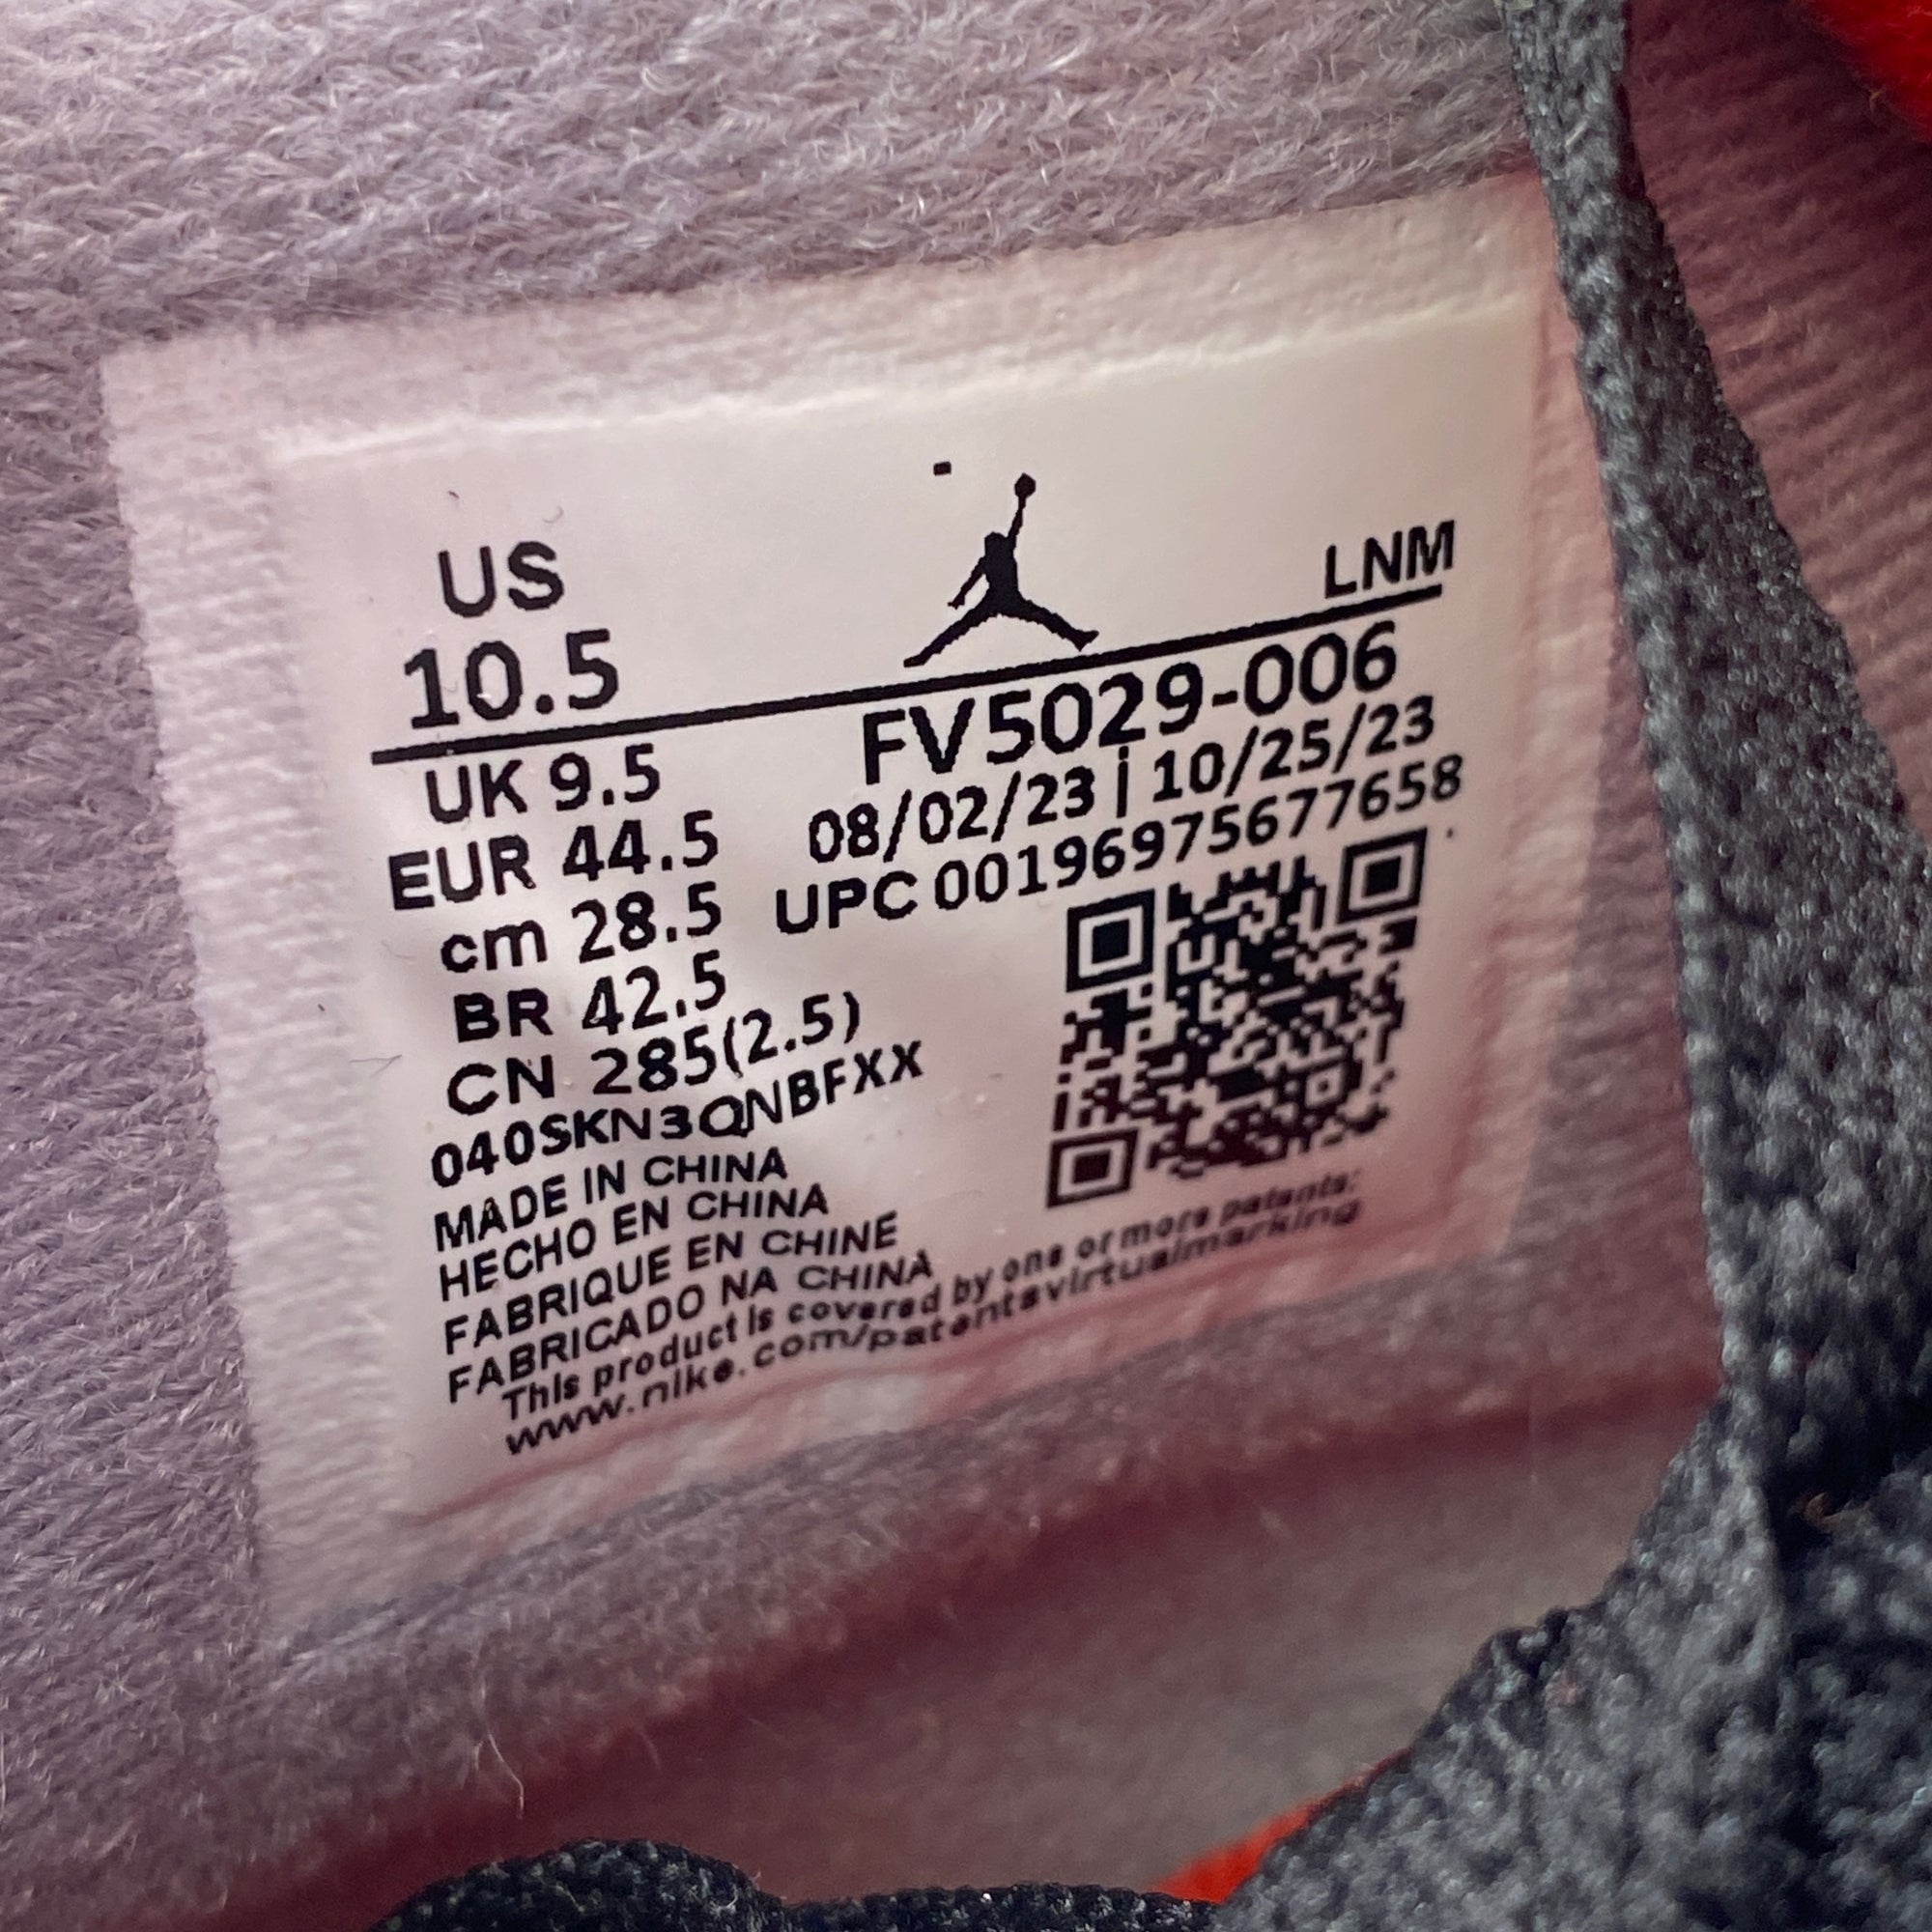 US
LNM
10.5
FV5029-006
UK 9.5
08/02/23 | 10/25/23
EUR 44.5
UPC 00196975677658
cm 28.5
BR 42.5
CN 285(2.5)
040SKN3QNBFXX
MADE IN CHINA
HECHO EN CHINA
FABRIQUE EN CHINE
FABRICADO NA CHINA
This product is covered by one or more patents:
www.nike.com/patentsvirtualmarking